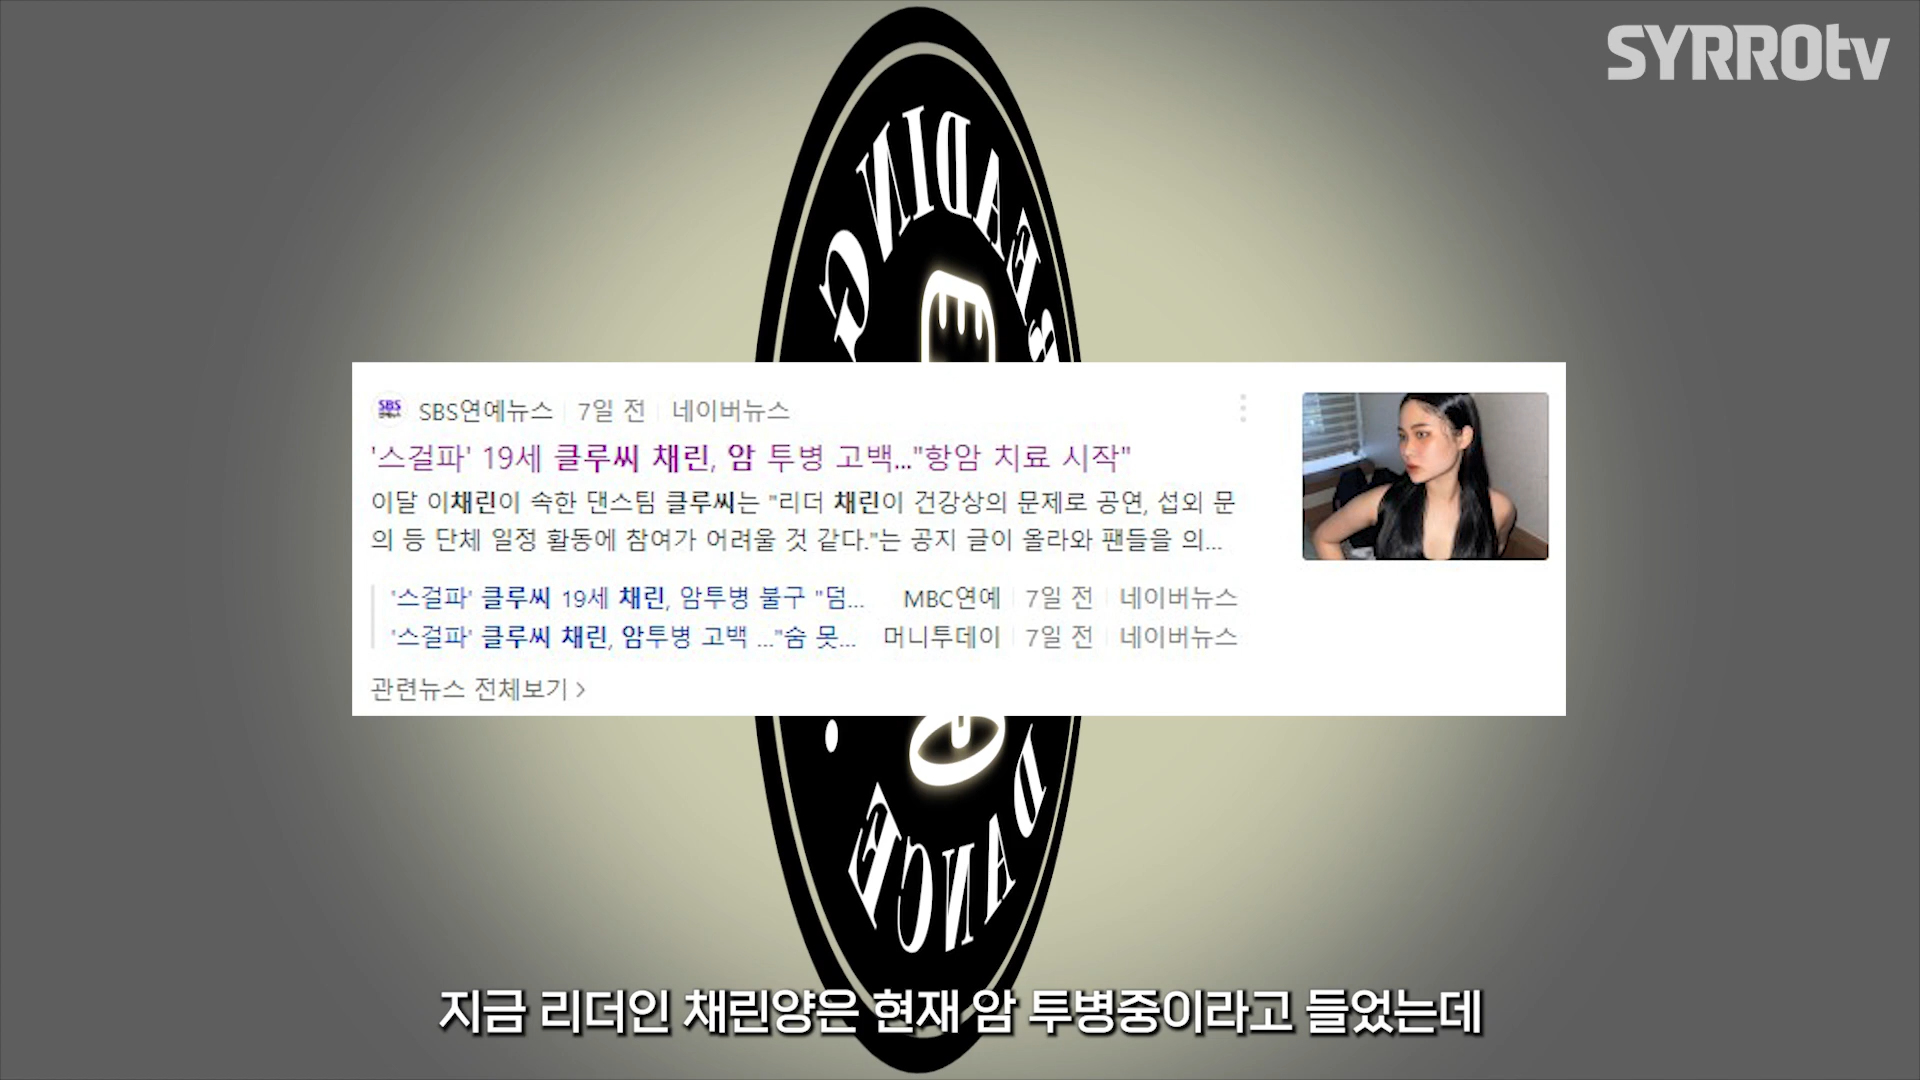 SYRROtv
READING
SBS연예뉴스 7일 전 네이버뉴스
'스걸파' 19세 클루씨 채린, 암 투병 고백..."항암 치료 시작"
이달 이채린이 속한 댄스팀 클루씨는 "리더 채린이 건강상의 문제로 공연, 섭외 문
의 등 단체 일정 활동에 참여가 어려울 것 같다."는 공지 글이 올라와 팬들을 의...
'스걸파' 클루씨 19세 채린, 암투병 불구 "덤... MBC연예 7일 전 네이버뉴스
'스걸파' 클루씨 채린, 암투병 고백 ..."숨 못... 머니투데이 7일 전 네이버뉴스
관련뉴스 전체보기 >
DANCE
지금 리더인 채린양은 현재 암 투병중이라고 들었는데